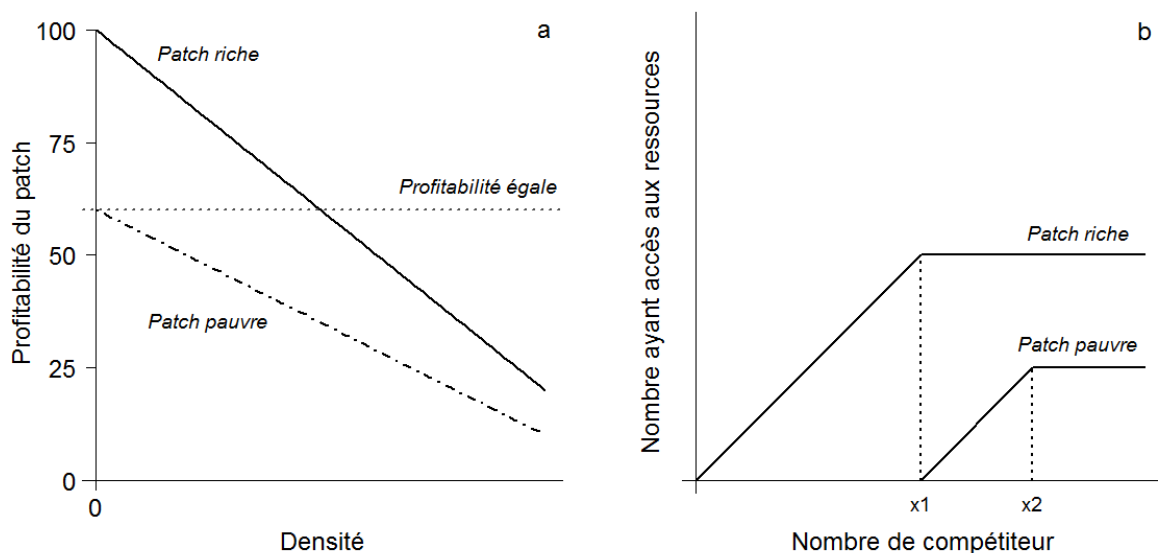 a
100
75
50
25
0
0
Profitabilité du patch
Patch riche
Profitabilité égale
Patch pauvre
Densité
b
Nombre ayant accès aux ressources
Patch riche
Patch pauvre
x1
x2
Nombre de compétiteur